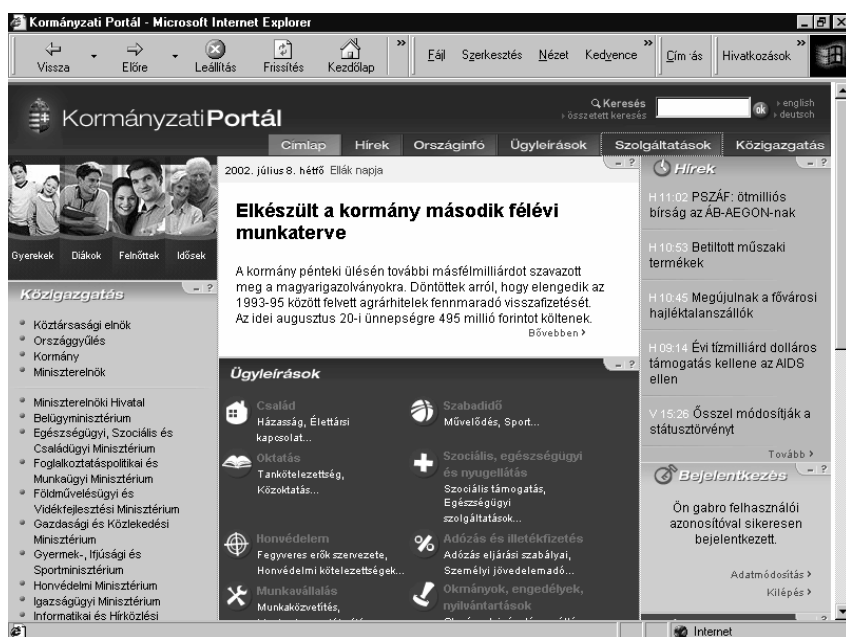 Kormányzati Portál - Microsoft Internet Explorer
Vissza Előre Leállítás Frissítés Kezdőlap » Fájl Szerkesztés Nézet Kedvence » Hivatkozások »
KormányzatiPortál
Keresés ok › english
› összetett keresés › deutsch
Címlap Hírek Országinfó Ügyleírások Szolgáltatások Közigazgatás
Gyerekek Diákok Felnőttek Idősek
Közigazgatás - ?
Köztársasági elnök
Országgyűlés
Kormány
Miniszterelnök
Miniszterelnöki Hivatal
Belügyminisztérium
Egészségügyi, Szociális és
Családügyi Minisztérium
Foglalkoztatáspolitikai és
Munkaügyi Minisztérium
Földművelésügyi és
Vidékfejlesztési Minisztérium
Gazdasági és Közlekedési
Minisztérium
Gyermek-, Ifjúsági és
Sportminisztérium
Honvédelmi Minisztérium
Igazságügyi Minisztérium
Informatikai és Hírközlési
2002. július 8. hétfő Ellák napja - ?
Elkészült a kormány második félévi
munkaterve
A kormány pénteki ülésén további másfélmilliárdot szavazott
meg a magyarigazolványokra. Döntöttek arról, hogy elengedik az
1993-95 között felvett agrárhitelek fennmaradó visszafizetését.
Az idei augusztus 20-i ünnepségre 495 millió forintot költenek.
Bővebben ›
Ügyleírások - ?
Család
Házasság, Élettársi
kapcsolat...
Oktatás
Tankötelezettség,
Közoktatás...
Honvédelem
Fegyveres erők szervezete,
Honvédelmi kötelezettségek...
Munkavállalás
Munkaközvetítés,
Szabadidő
Művelődés, Sport...
Szociális, egészségügyi
és nyugellátás
Szociális támogatás,
Egészségügyi
szolgáltatások...
Adózás és illetékfizetés
Adózás eljárási szabályai,
Személyi jövedelemadó...
Okmányok, engedélyek,
nyilvántartások
Hírek - ?
H 11:02 PSZÁF: ötmilliós
bírság az ÁB-AEGON-nak
H 10:53 Betiltott műszaki
termékek
H 10:45 Megújulnak a fővárosi
hajléktalanszállók
H 09:14 Évi tízmilliárd dolláros
támogatás kellene az AIDS
ellen
V 15:26 Ősszel módosítják a
státusztörvényt
Tovább ›
Bejelentkezés - ?
Ön gabro felhasználói
azonosítóval sikeresen
bejelentkezett.
Adatmódosítás ›
Kilépés ›
Internet